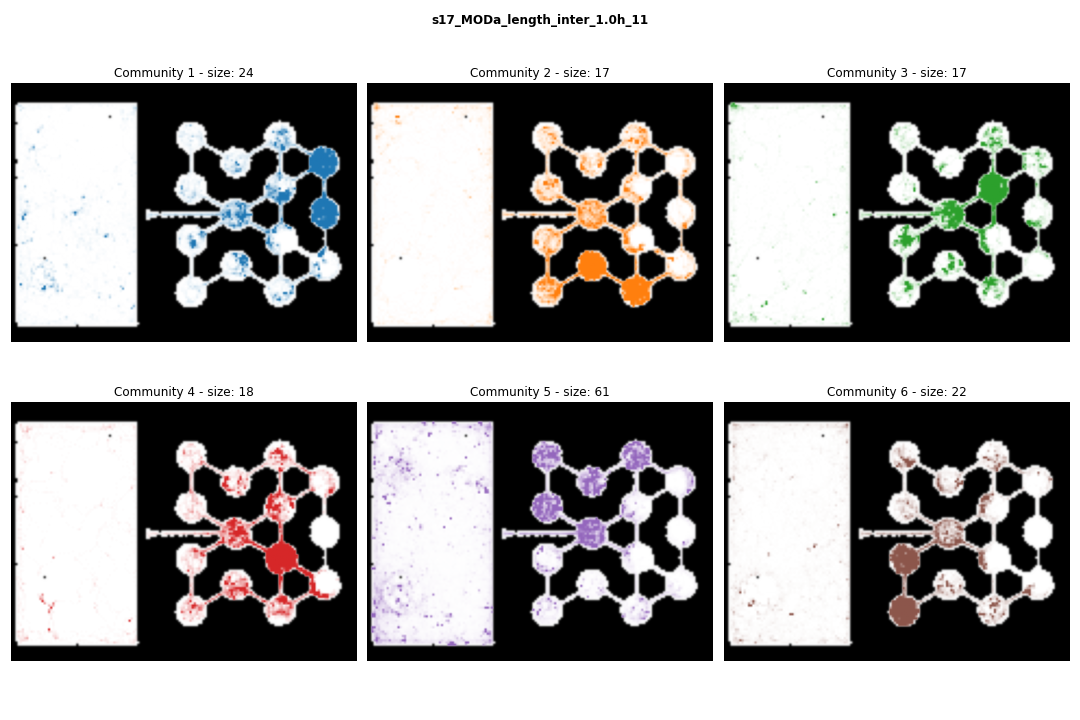 s17_MODa_length_inter_1.0h_11
Community 1 - size: 24
Community 2 - size: 17
Community 3 - size: 17
Community 4 - size: 18
Community 5 - size: 61
Community 6 - size: 22